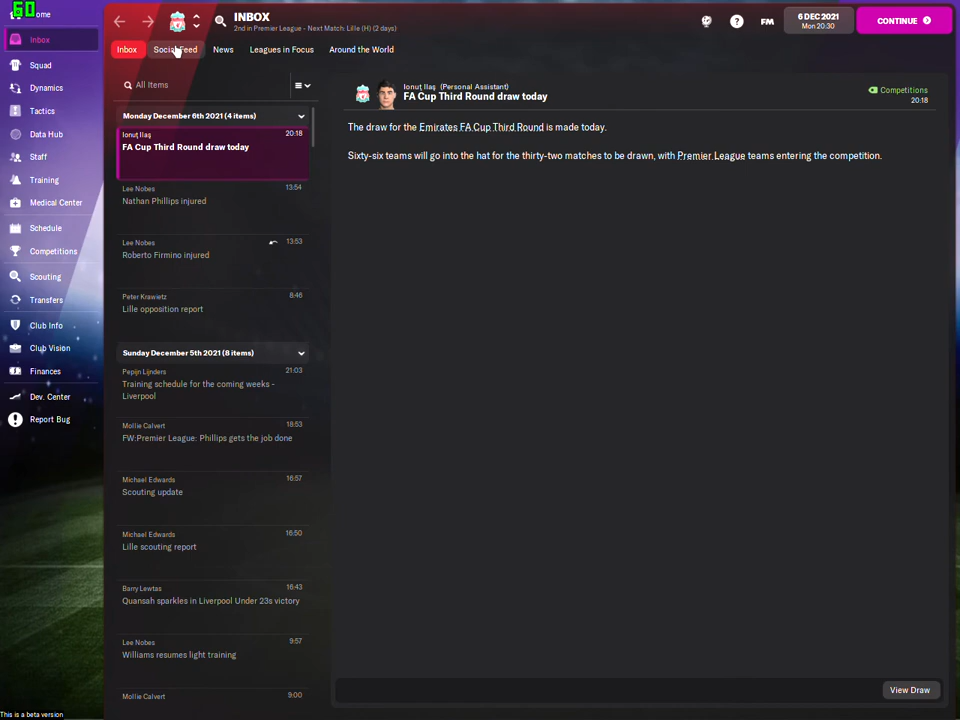 60
ome
INBOX
2nd in Premier League - Next Match: Lille (H) (2 days)
FM
6 DEC 2021
Mon 20:30
CONTINUE
Inbox
Social Feed
News
Leagues in Focus
Around the World
Inbox
Squad
Dynamics
Tactics
Data Hub
Staff
Training
Medical Center
Schedule
Competitions
Scouting
Transfers
Club Info
Club Vision
Finances
Dev. Center
Report Bug
This is a beta version
All Items
Monday December 6th 2021 (4 items)
Ionuț Ilaș 20:18
FA Cup Third Round draw today
Lee Nobes 13:54
Nathan Phillips injured
Lee Nobes 13:53
Roberto Firmino injured
Peter Krawietz 8:46
Lille opposition report
Sunday December 5th 2021 (8 items)
Pepijn Lijnders 21:03
Training schedule for the coming weeks -
Liverpool
Mollie Calvert 18:53
FW:Premier League: Phillips gets the job done
Michael Edwards 16:57
Scouting update
Michael Edwards 16:50
Lille scouting report
Barry Lewtas 16:43
Quansah sparkles in Liverpool Under 23s victory
Lee Nobes 9:57
Williams resumes light training
Mollie Calvert 9:00
Ionuț Ilaș (Personal Assistant)
FA Cup Third Round draw today
Competitions
20:18
The draw for the Emirates FA Cup Third Round is made today.
Sixty-six teams will go into the hat for the thirty-two matches to be drawn, with Premier League teams entering the competition.
View Draw